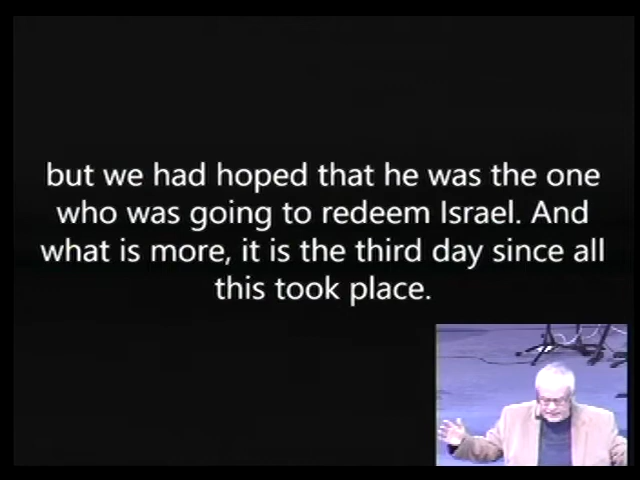 but we had hoped that he was the one
who was going to redeem Israel. And
what is more, it is the third day since all
this took place.